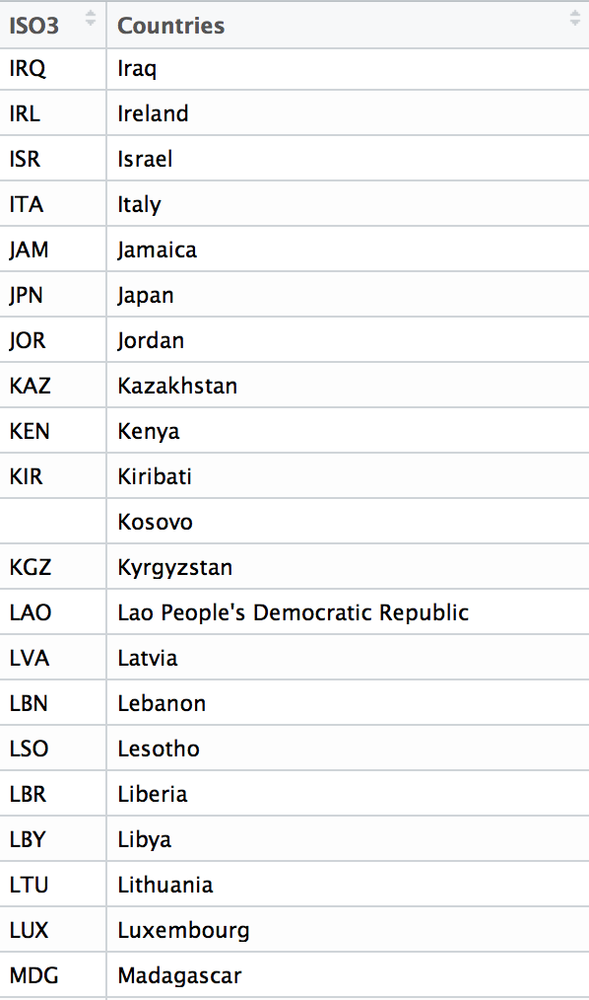 ISO3 Countries
IRQ Iraq
IRL Ireland
ISR Israel
ITA Italy
JAM Jamaica
JPN Japan
JOR Jordan
KAZ Kazakhstan
KEN Kenya
KIR Kiribati
Kosovo
KGZ Kyrgyzstan
LAO Lao People's Democratic Republic
LVA Latvia
LBN Lebanon
LSO Lesotho
LBR Liberia
LBY Libya
LTU Lithuania
LUX Luxembourg
MDG Madagascar